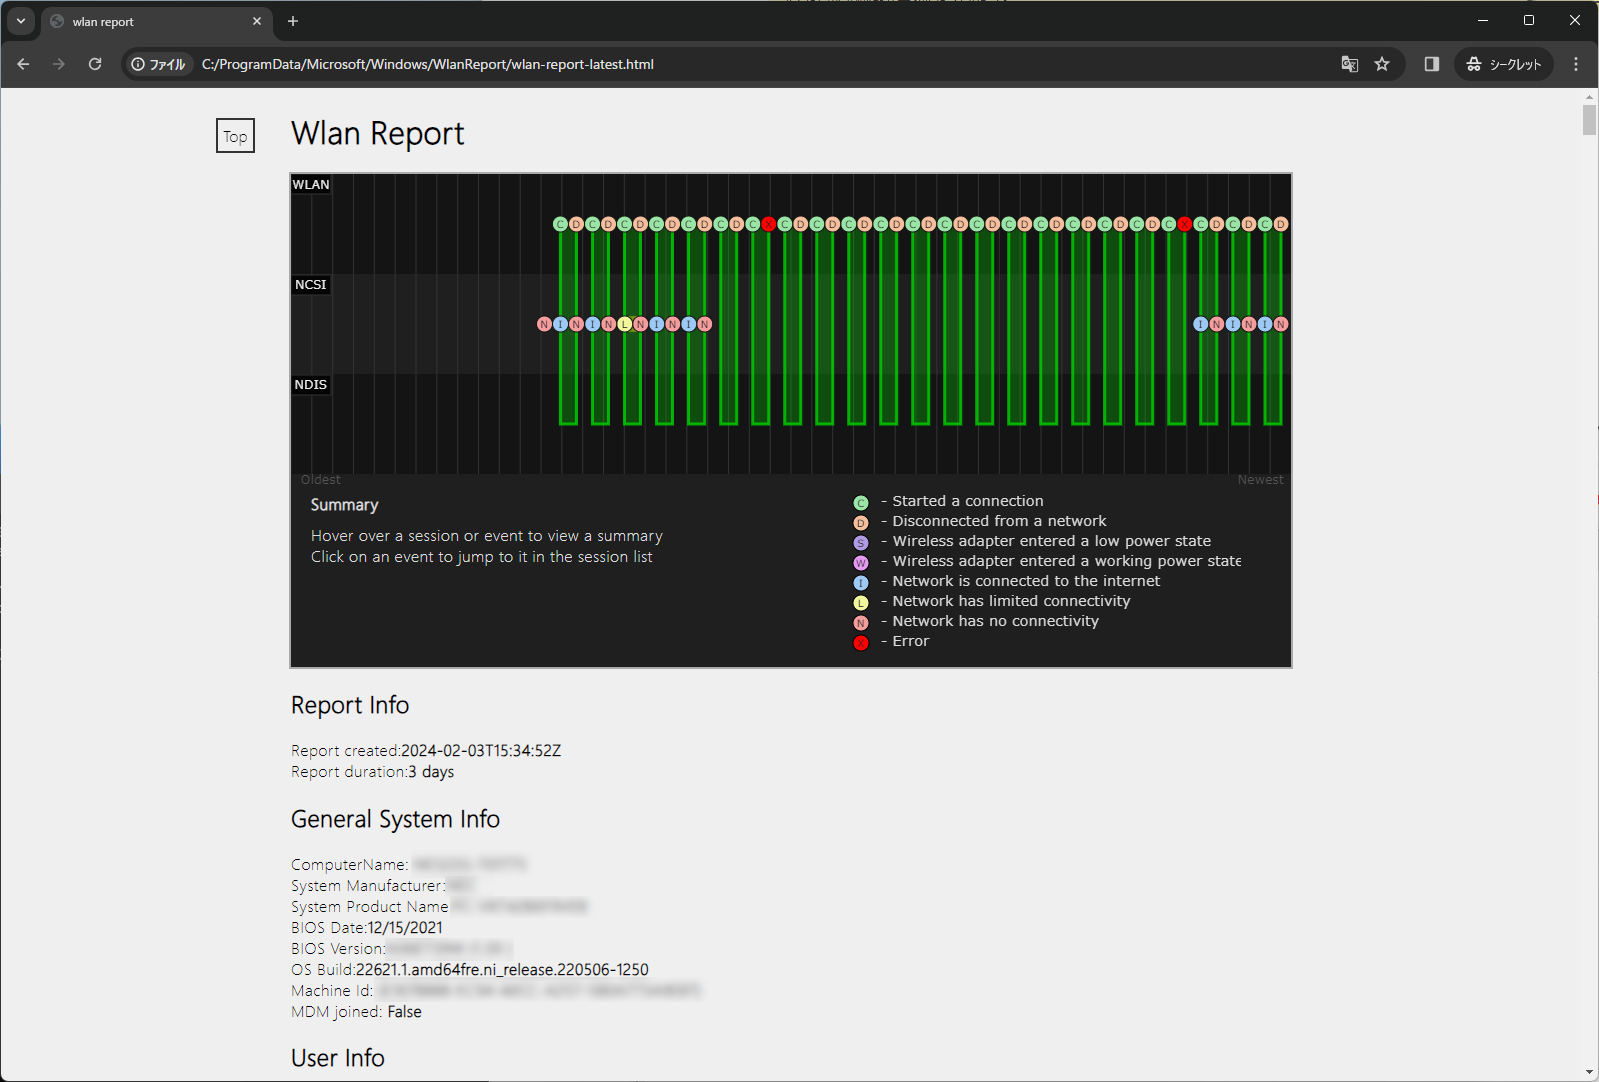 wlan report
ファイル C:/ProgramData/Microsoft/Windows/WlanReport/wlan-report-latest.html シークレット
Top
Wlan Report
WLAN
C D C D C D C D C D C D C X C D C D C D C D C D C D C D C D C D C D C D C D C X C D C D C D
NCSI
N I N I N L N I N I N I N I N I N
NDIS
Oldest Newest
Summary
Hover over a session or event to view a summary
Click on an event to jump to it in the session list
C - Started a connection
D - Disconnected from a network
S - Wireless adapter entered a low power state
W - Wireless adapter entered a working power state
I - Network is connected to the internet
L - Network has limited connectivity
N - Network has no connectivity
X - Error
Report Info
Report created:2024-02-03T15:34:52Z
Report duration:3 days
General System Info
ComputerName:
System Manufacturer:
System Product Name
BIOS Date:12/15/2021
BIOS Version:
OS Build:22621.1.amd64fre.ni_release.220506-1250
Machine Id:
MDM joined: False
User Info